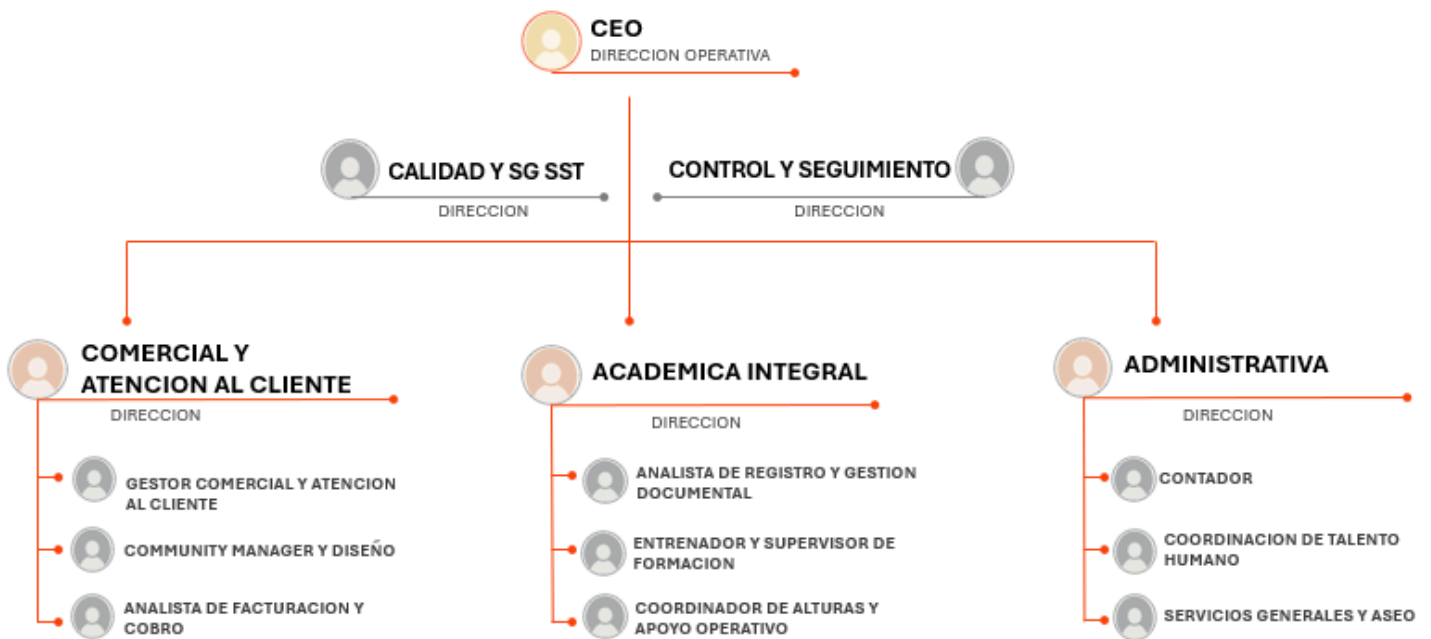 CEO
DIRECCION OPERATIVA
CALIDAD Y SG SST
DIRECCION
CONTROL Y SEGUIMIENTO
DIRECCION
COMERCIAL Y
ATENCION AL CLIENTE
DIRECCION
GESTOR COMERCIAL Y ATENCION
AL CLIENTE
COMMUNITY MANAGER Y DISEÑO
ANALISTA DE FACTURACION Y
COBRO
ACADEMICA INTEGRAL
DIRECCION
ANALISTA DE REGISTRO Y GESTION
DOCUMENTAL
ENTRENADOR Y SUPERVISOR DE
FORMACION
COORDINADOR DE ALTURAS Y
APOYO OPERATIVO
ADMINISTRATIVA
DIRECCION
CONTADOR
COORDINACION DE TALENTO
HUMANO
SERVICIOS GENERALES Y ASEO